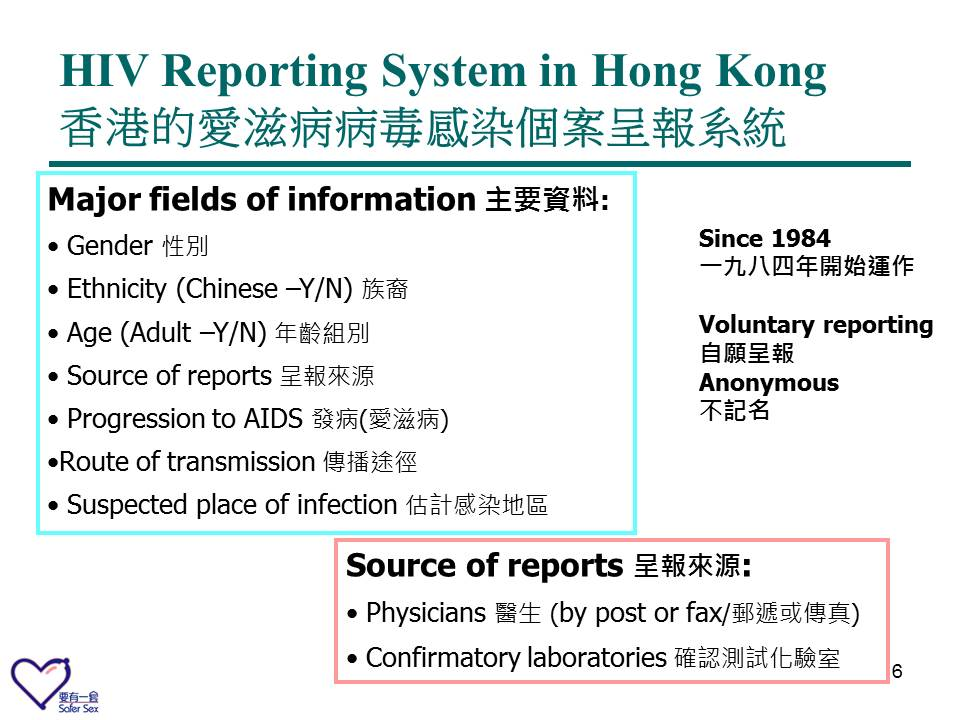 HIV Reporting System in Hong Kong
香港的愛滋病病毒感染個案呈報系統
Major fields of information 主要資料:
• Gender 性別
• Ethnicity (Chinese –Y/N) 族裔
• Age (Adult –Y/N) 年齡組別
• Source of reports 呈報來源
• Progression to AIDS 發病(愛滋病)
•Route of transmission 傳播途徑
• Suspected place of infection 估計感染地區
Since 1984
一九八四年開始運作
Voluntary reporting
自願呈報
Anonymous
不記名
Source of reports 呈報來源:
• Physicians 醫生 (by post or fax/郵遞或傳真)
• Confirmatory laboratories 確認測試化驗室
6
要有一套
Safer Sex